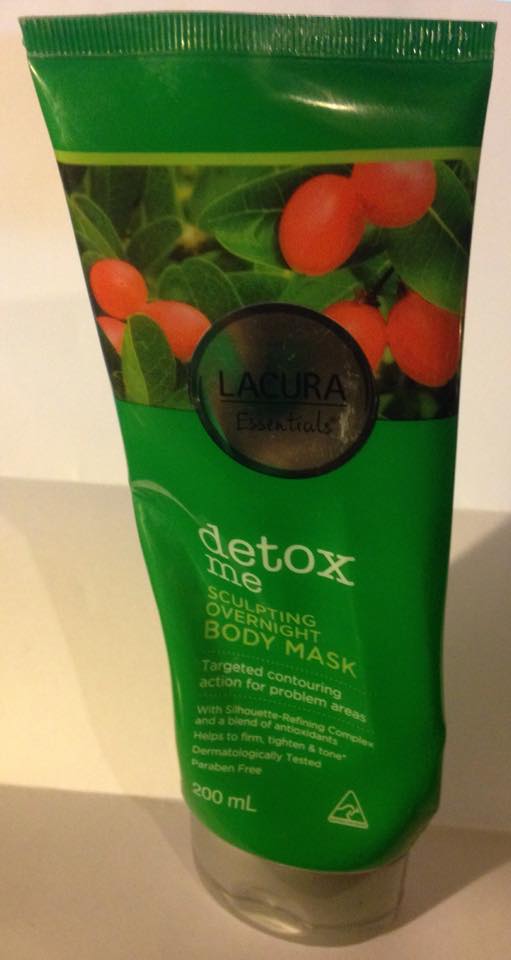 LACURA
Essentials
detox
me
SCULPTING
OVERNIGHT
BODY MASK
Targeted contouring
action for problem areas
With Silhouette-Refining Complex
and a blend of antioxidants
Helps to firm, tighten & tone*
Dermatologically Tested
Paraben Free
200 mL